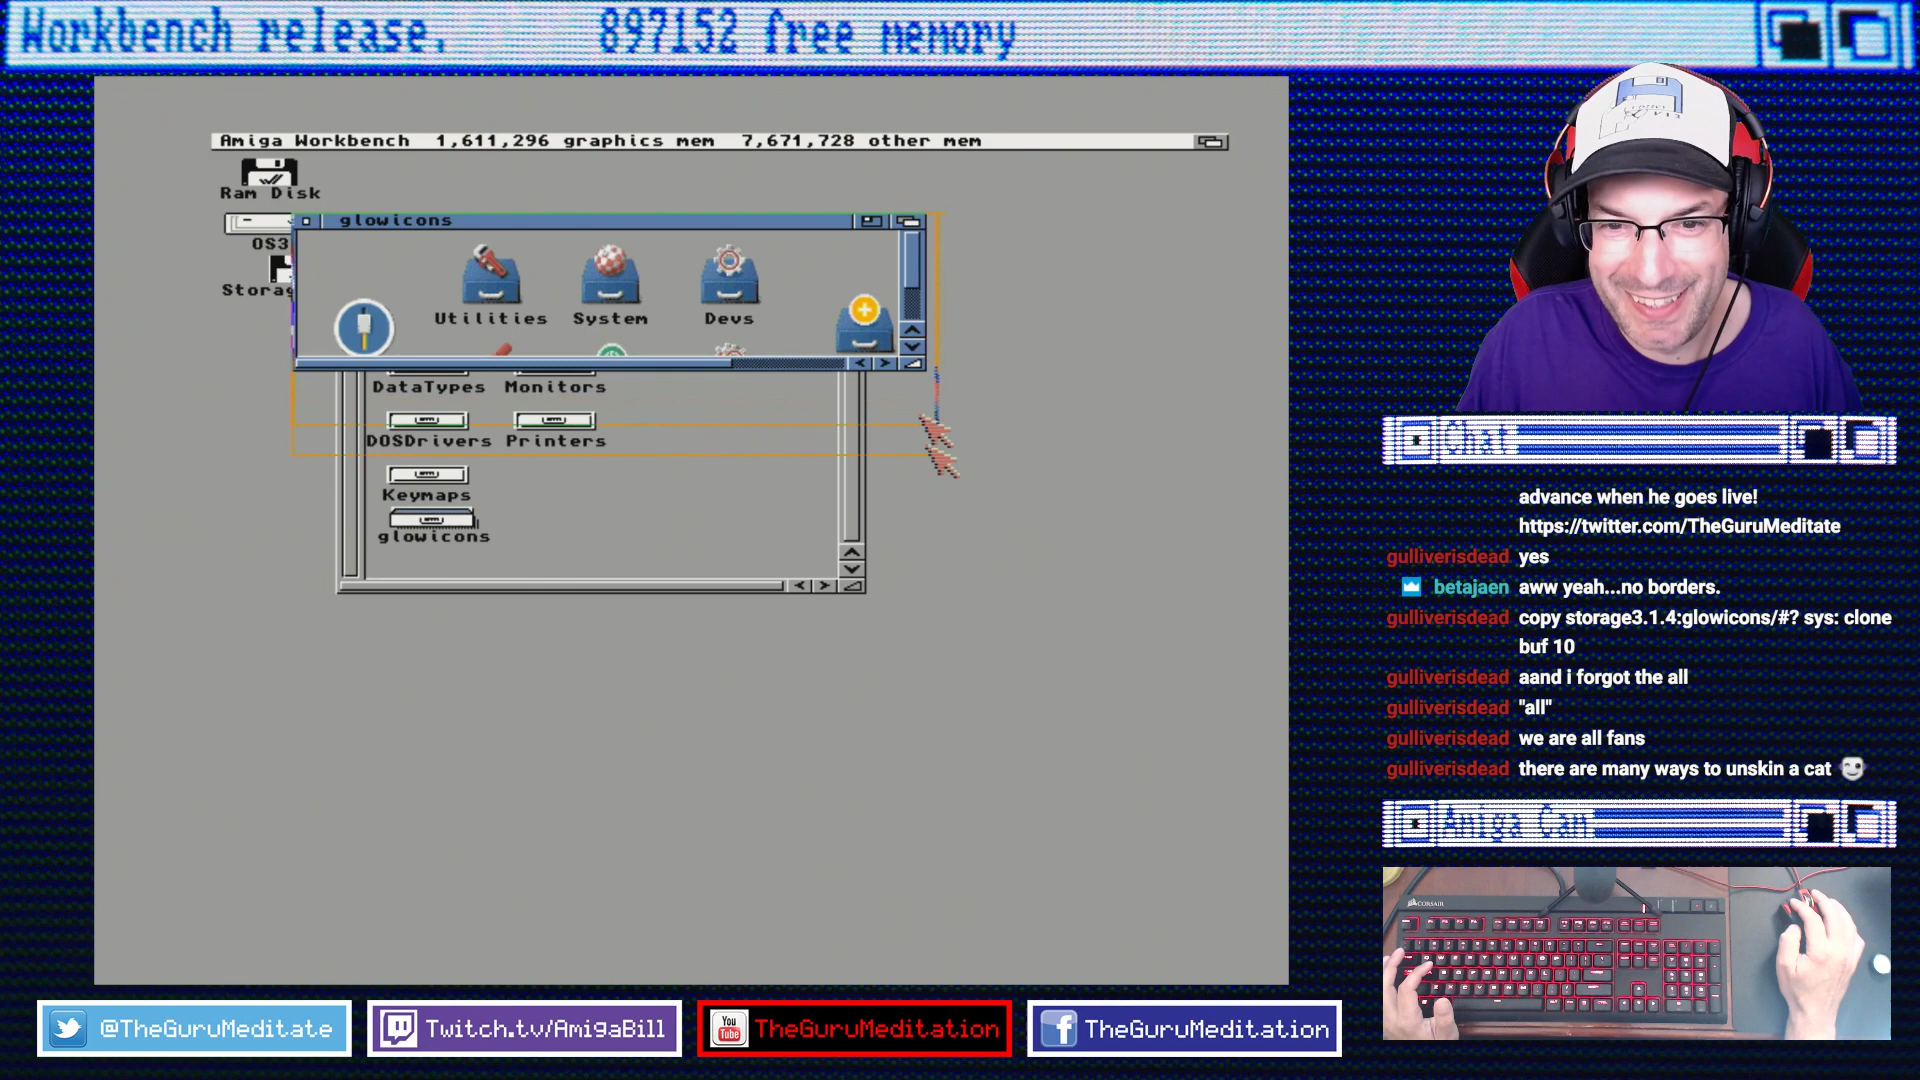 Workbench release.    897152 free memory
Amiga Workbench  1,611,296 graphics mem  7,671,728 other mem
Ram Disk
OS3
Storag
glowicons
Utilities
System
Devs
DataTypes
Monitors
DOSDrivers
Printers
Keymaps
glowicons
Chat
advance when he goes live!
https://twitter.com/TheGuruMeditate
gulliverisdead yes
betajaen aww yeah...no borders.
gulliverisdead copy storage3.1.4:glowicons/#? sys: clone
buf 10
gulliverisdead aand i forgot the all
gulliverisdead "all"
gulliverisdead we are all fans
gulliverisdead there are many ways to unskin a cat
Amiga Cam
CORSAIR
@TheGuruMeditate
Twitch.tv/AmigaBill
You Tube
TheGuruMeditation
TheGuruMeditation